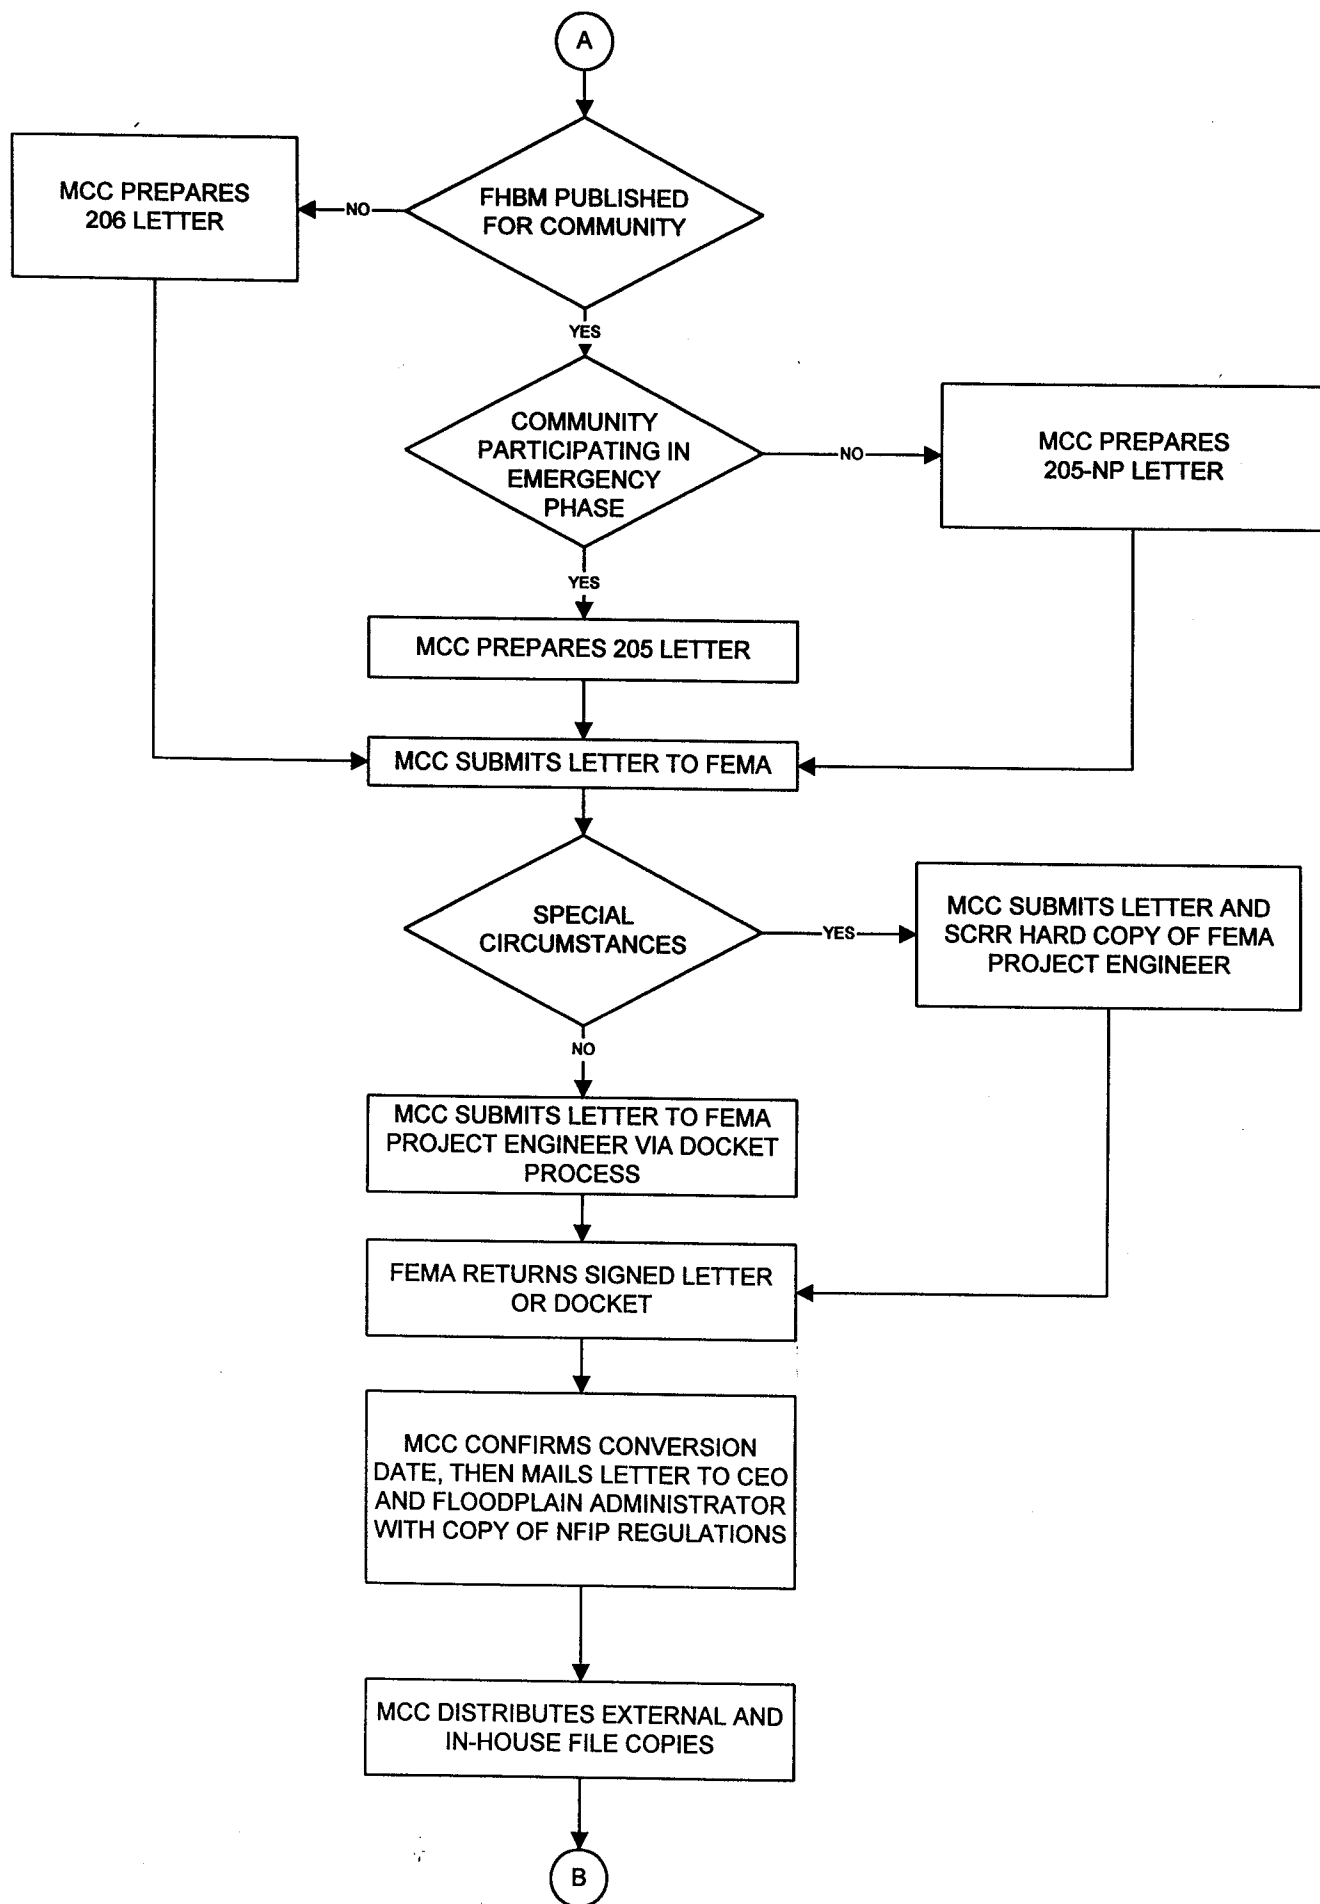 A
FHBM PUBLISHED
FOR COMMUNITY
NO
MCC PREPARES
206 LETTER
YES
COMMUNITY
PARTICIPATING IN
EMERGENCY
PHASE
NO
MCC PREPARES
205-NP LETTER
YES
MCC PREPARES 205 LETTER
MCC SUBMITS LETTER TO FEMA
SPECIAL
CIRCUMSTANCES
YES
MCC SUBMITS LETTER AND
SCRR HARD COPY OF FEMA
PROJECT ENGINEER
NO
MCC SUBMITS LETTER TO FEMA
PROJECT ENGINEER VIA DOCKET
PROCESS
FEMA RETURNS SIGNED LETTER
OR DOCKET
MCC CONFIRMS CONVERSION
DATE, THEN MAILS LETTER TO CEO
AND FLOODPLAIN ADMINISTRATOR
WITH COPY OF NFIP REGULATIONS
MCC DISTRIBUTES EXTERNAL AND
IN-HOUSE FILE COPIES
B